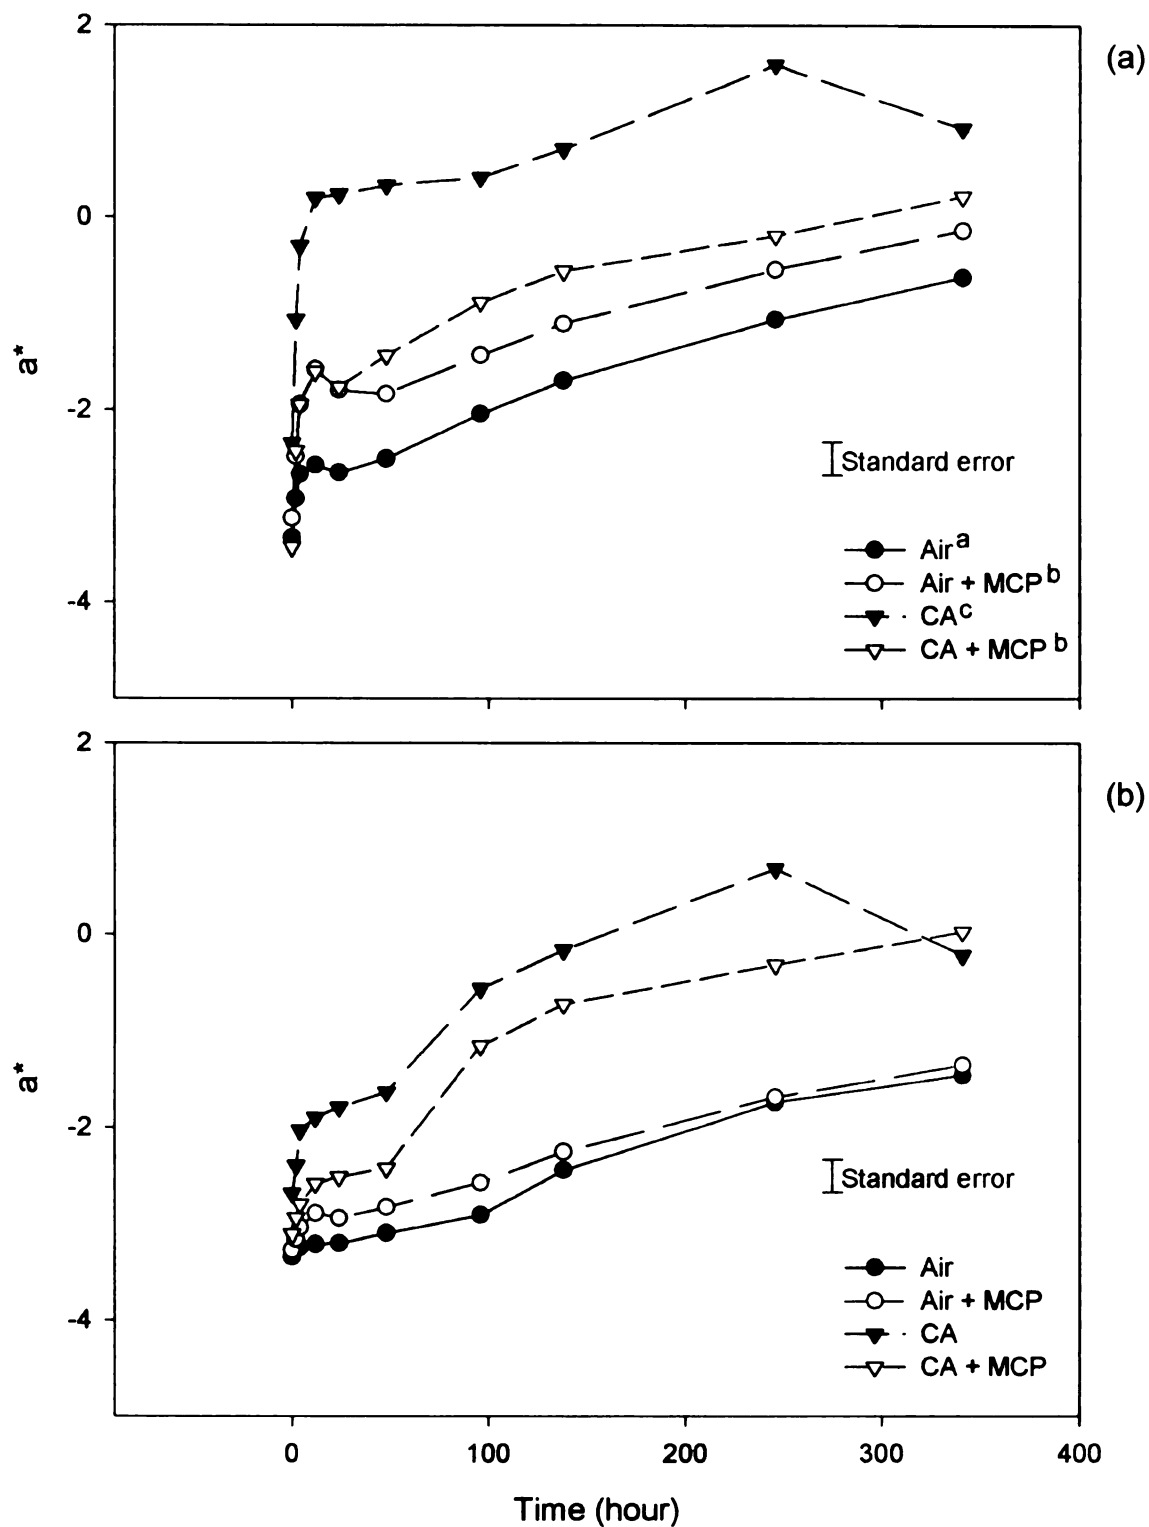 2
(a)
0
a*
-2
Standard error
Air^a
Air + MCP^b
-4
CA^c
CA + MCP^b
2
(b)
0
a*
-2
Standard error
Air
Air + MCP
-4
CA
CA + MCP
0 100 200 300 400
Time (hour)